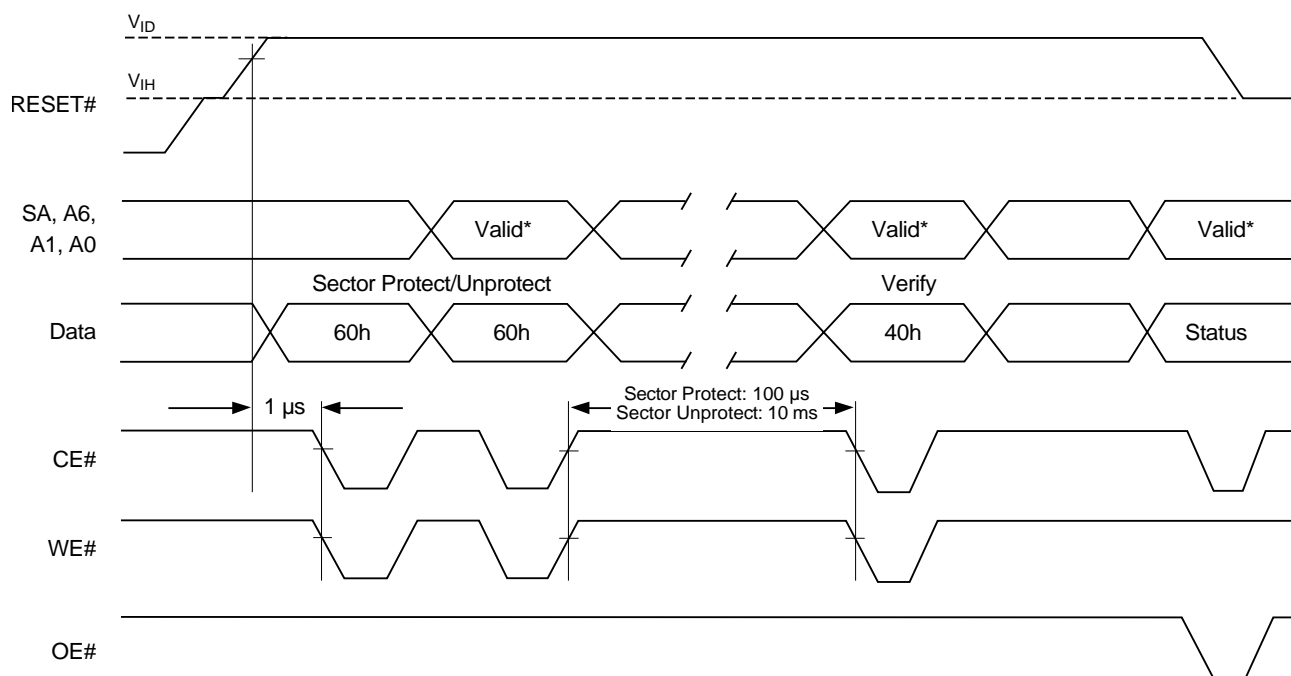 VID
VIH
RESET#
SA, A6,
A1, A0
Valid*
Valid*
Valid*
Sector Protect/Unprotect
Verify
Data
60h
60h
40h
Status
1 µs
Sector Protect: 100 µs
Sector Unprotect: 10 ms
CE#
WE#
OE#